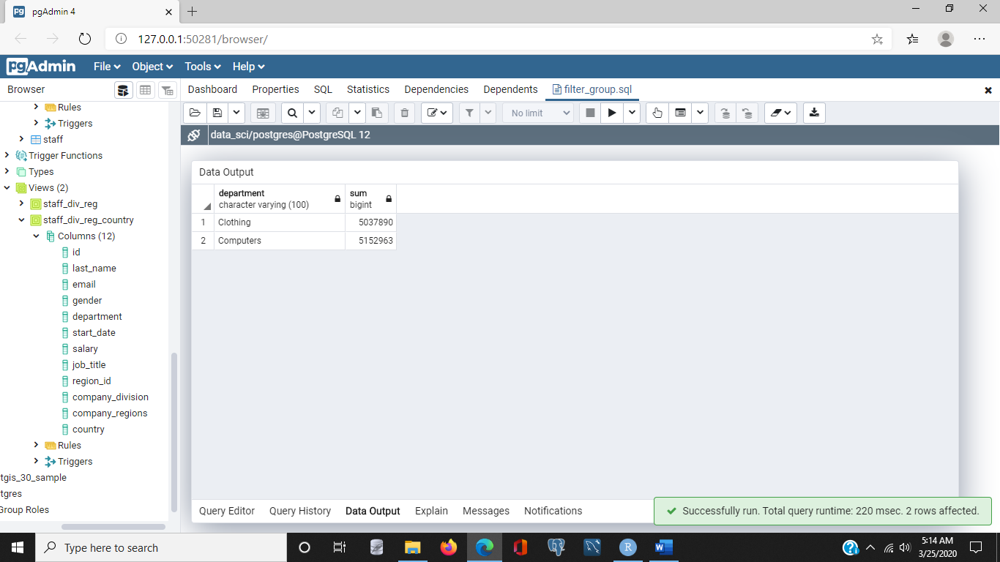 pgAdmin 4
127.0.0.1:50281/browser/
pgAdmin File Object Tools Help
Browser
Dashboard Properties SQL Statistics Dependencies Dependents filter_group.sql
No limit
data_sci/postgres@PostgreSQL 12
Rules
Triggers
staff
Trigger Functions
Types
Views (2)
staff_div_reg
staff_div_reg_country
Columns (12)
id
last_name
email
gender
department
start_date
salary
job_title
region_id
company_division
company_regions
country
Rules
Triggers
tgis_30_sample
tgres
Group Roles
Data Output
department sum
character varying (100) bigint
1 Clothing 5037890
2 Computers 5152963
Query Editor Query History Data Output Explain Messages Notifications
Successfully run. Total query runtime: 220 msec. 2 rows affected.
Type here to search
R
W
5:14 AM
3/25/2020